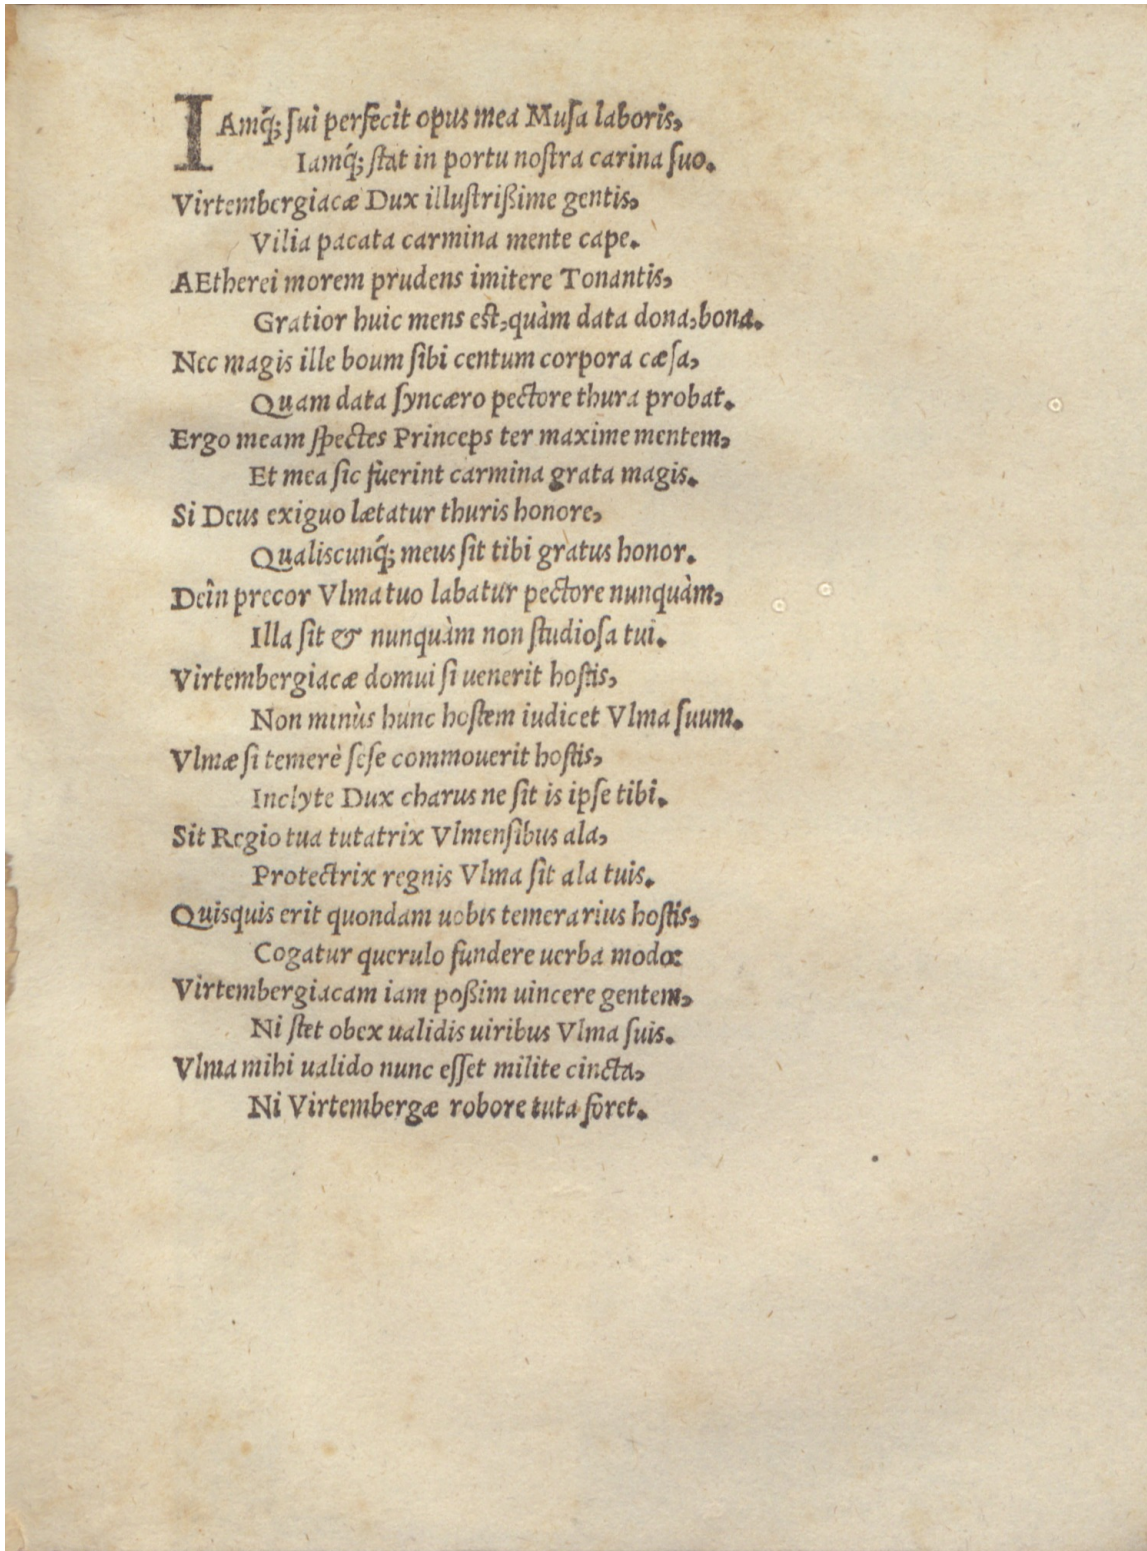 IAmq́; ſui perfecit opus mea Muſa laboris,
Iamq́; ſtat in portu noſtra carina ſuo.
Virtembergiacæ Dux illuſtrißime gentis,
Vilia pacata carmina mente cape.
AEtherei morem prudens imitere Tonantis,
Gratior huic mens est, quàm data dona, bona.
Nec magis ille boum ſibi centum corpora cæſa,
Quam data ſyncæro pectore thura probat.
Ergo meam ſpectes Princeps ter maxime mentem,
Et mea ſic fuerint carmina grata magis.
Si Deus exiguo lætatur thuris honore,
Qualiscunq́; meus ſit tibi gratus honor.
Deîn precor Vlma tuo labatur pectore nunquàm,
Illa ſit & nunquàm non ſtudioſa tui.
Virtembergiacæ domui ſi uenerit hoſtis,
Non minùs hunc hoſtem iudicet Vlma ſuum.
Vlmæ ſi temerè ſeſe commouerit hoſtis,
Inclyte Dux charus ne ſit is ipſe tibi.
Sit Regio tua tutatrix Vlmenſibus ala,
Protectrix regnis Vlma ſit ala tuis.
Quisquis erit quondam uobis temerarius hoſtis,
Cogatur querulo fundere uerba modo:
Virtembergiacam iam poßim uincere gentem,
Ni ſtet obex ualidis uiribus Vlma ſuis.
Vlma mihi ualido nunc eſſet milite cincta,
Ni Virtembergæ robore tuta foret.